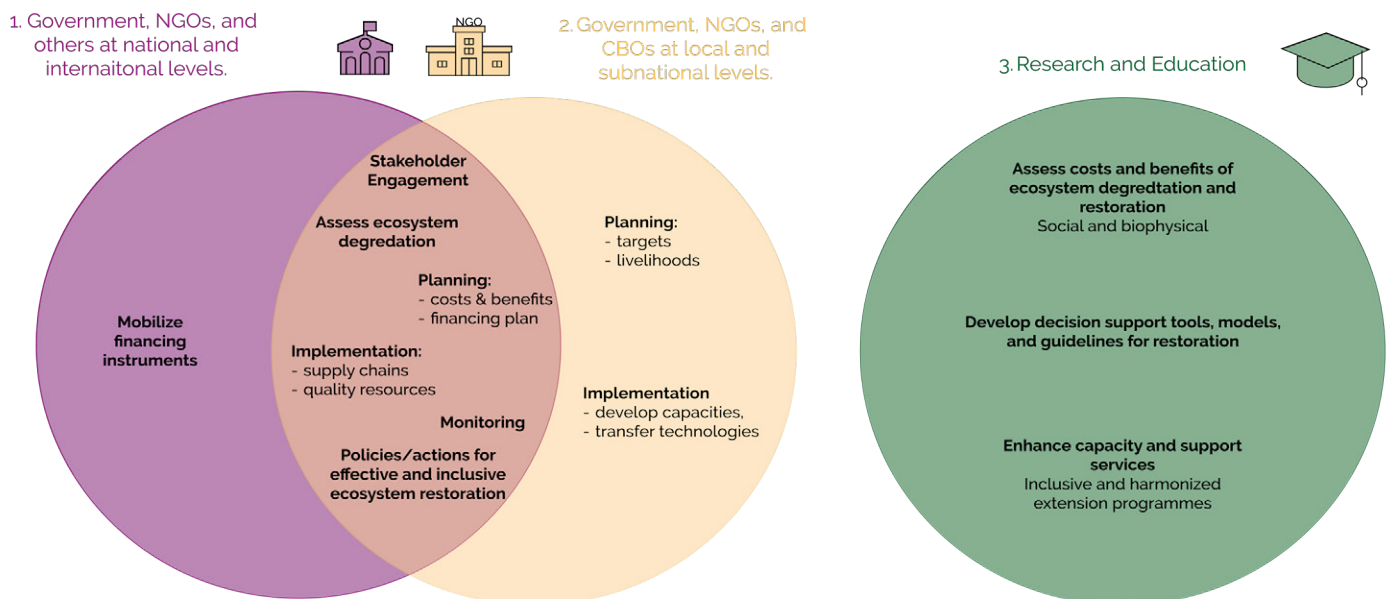 1. Government, NGOs, and
others at national and
internaitonal levels.
NGO
2. Government, NGOs, and
CBOs at local and
subnational levels.
3. Research and Education
Stakeholder
Engagement
Assess ecosystem
degredation
Planning:
- costs & benefits
- financing plan
Mobilize
financing
instruments
Implementation:
- supply chains
- quality resources
Monitoring
Policies/actions for
effective and inclusive
ecosystem restoration
Planning:
- targets
- livelihoods
Implementation
- develop capacities,
- transfer technologies
Assess costs and benefits of
ecosystem degredtation and
restoration
Social and biophysical
Develop decision support tools, models,
and guidelines for restoration
Enhance capacity and support
services
Inclusive and harmonized
extension programmes